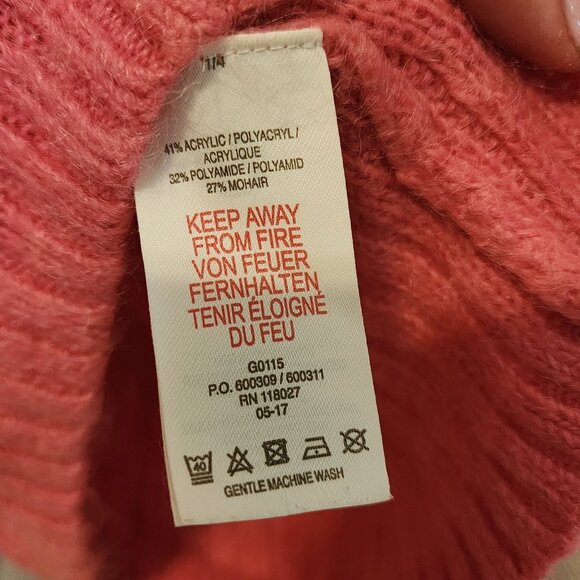 1/4
41% ACRYLIC / POLYACRYL /
ACRYLIQUE
32% POLYAMIDE / POLYAMID
27% MOHAIR
KEEP AWAY
FROM FIRE
VON FEUER
FERNHALTEN
TENIR ÉLOIGNÉ
DU FEU
G0115
P.O. 600309 / 600311
RN 118027
05-17
40
GENTLE MACHINE WASH